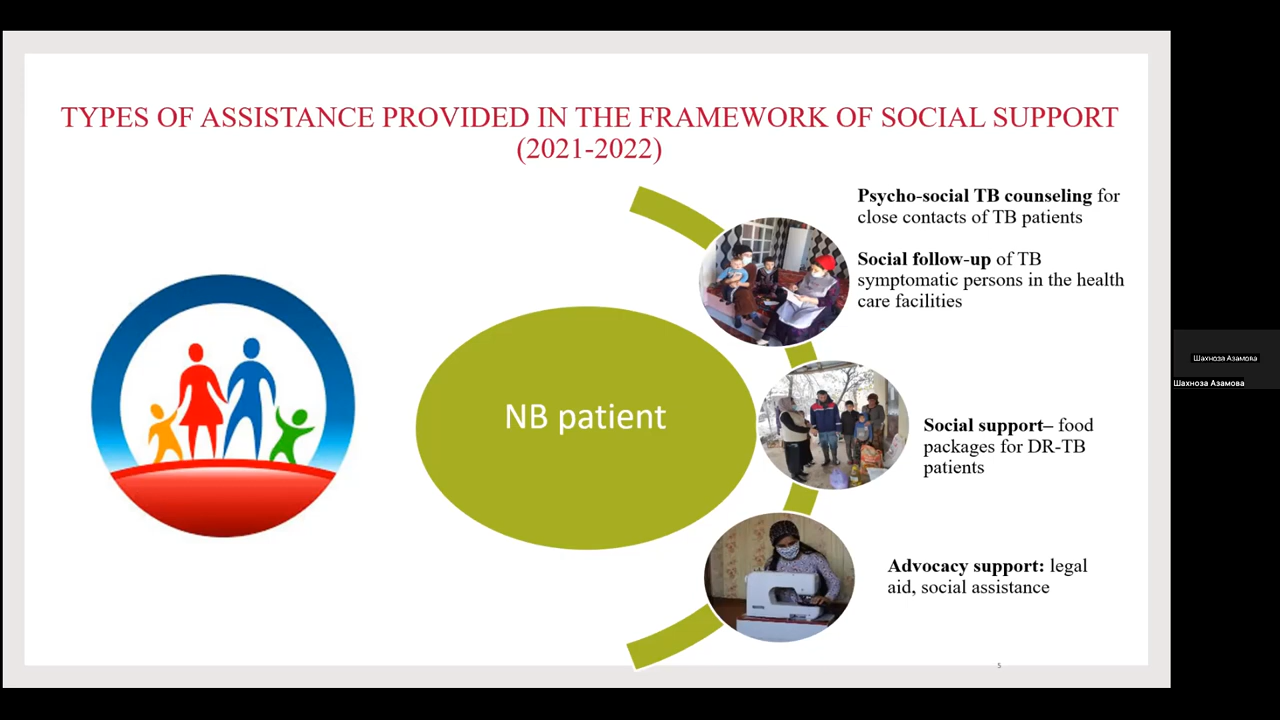 TYPES OF ASSISTANCE PROVIDED IN THE FRAMEWORK OF SOCIAL SUPPORT
(2021-2022)
Psycho-social TB counseling for
close contacts of TB patients
Social follow-up of TB
symptomatic persons in the health
care facilities
NB patient
Social support– food
packages for DR-TB
patients
Advocacy support: legal
aid, social assistance
5
Шахноза Азамова
Шахноза Азамова